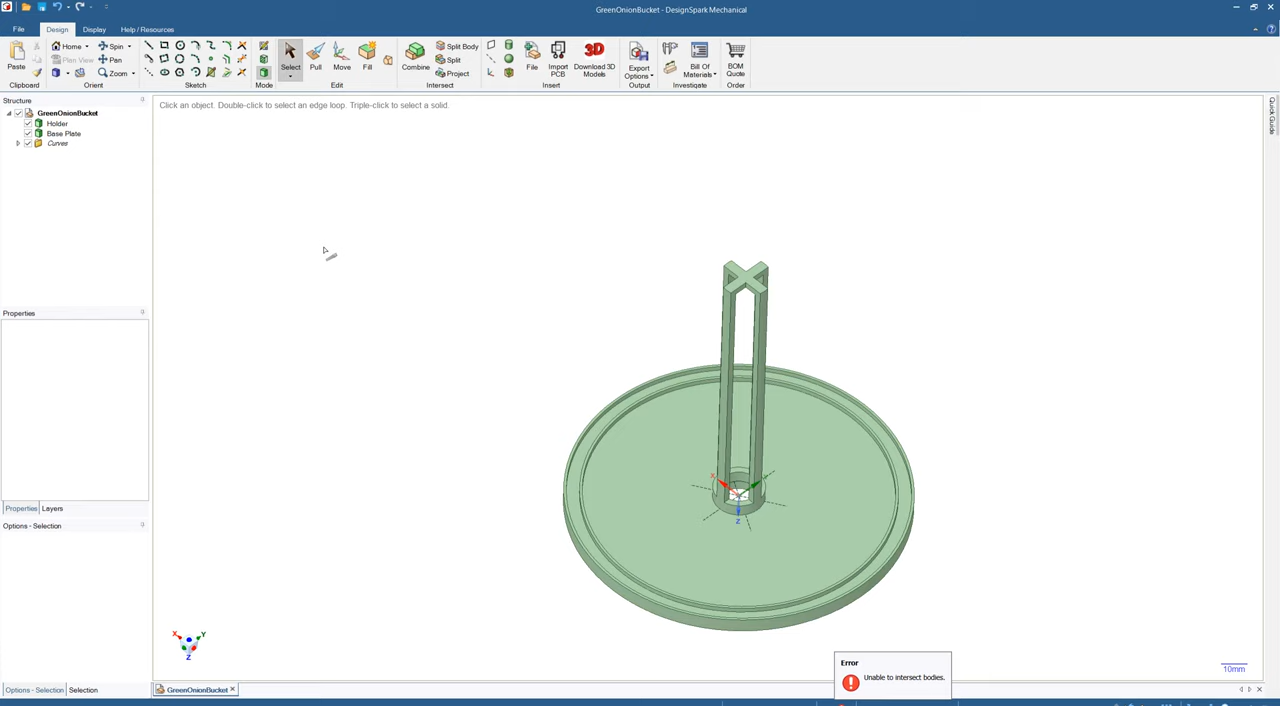 GreenOnionBucket - DesignSpark Mechanical
File Design Display Help / Resources
Paste
Clipboard
Home
Plan View
Spin
Pan
Zoom
Orient
Sketch
Mode
Select
Pull
Move
Fill
Edit
Combine
Split Body
Split
Project
Intersect
File
Import
PCB
Download 3D
Models
3D
Insert
Export
Options
Output
Bill Of
Materials
Investigate
BOM
Quote
Order
Structure
GreenOnionBucket
Holder
Base Plate
Curves
Click an object. Double-click to select an edge loop. Triple-click to select a solid.
Quick Guide
Properties
Properties Layers
Options - Selection
X
Y
Z
X
Y
Z
10mm
Error
Unable to intersect bodies.
Options - Selection Selection
GreenOnionBucket